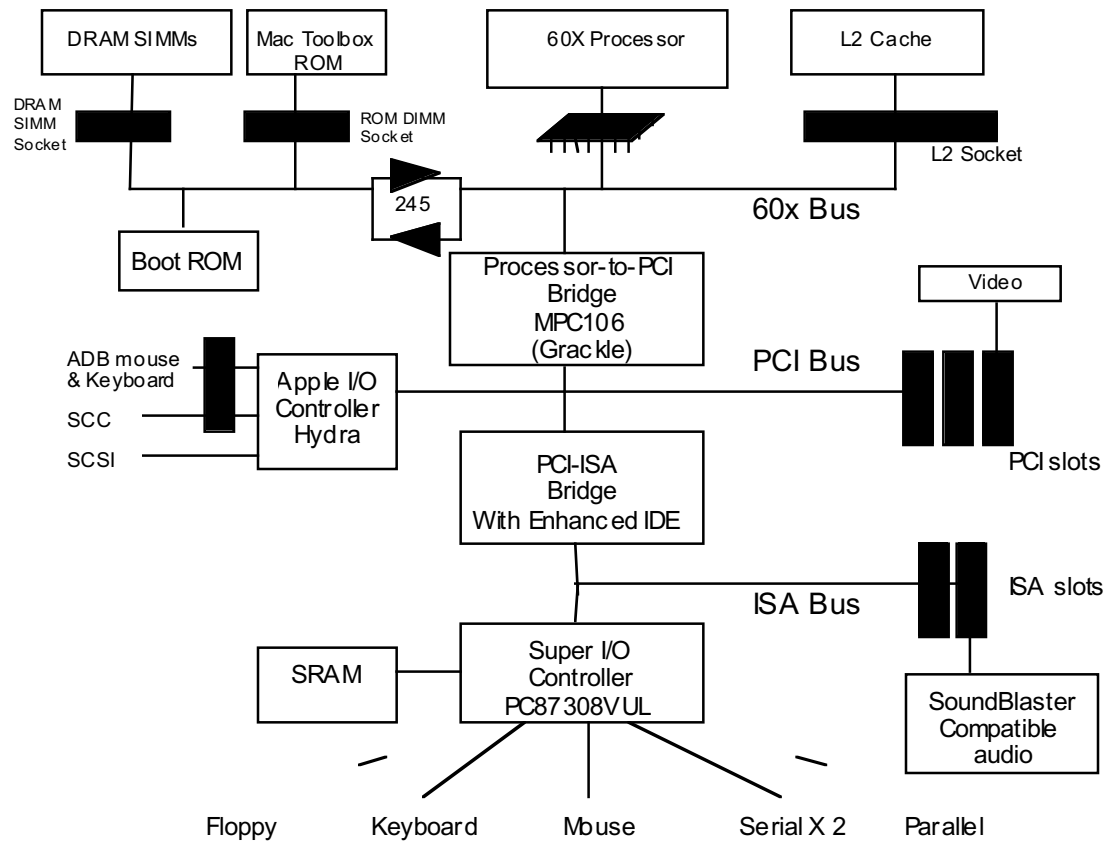 DRAM SIMMs
Mac Toolbox
ROM
60X Processor
L2 Cache
DRAM
SIMM
Socket
ROM DIMM
Socket
L2 Socket
245
60x Bus
Boot ROM
Processor-to-PCI
Bridge
MPC106
(Grackle)
Video
ADB mouse
& Keyboard
SCC
SCSI
Apple I/O
Controller
Hydra
PCI Bus
PCI slots
PCI-ISA
Bridge
With Enhanced IDE
ISA Bus
ISA slots
SRAM
Super I/O
Controller
PC87308VUL
SoundBlaster
Compatible
audio
Floppy
Keyboard
Mouse
Serial X 2
Parallel